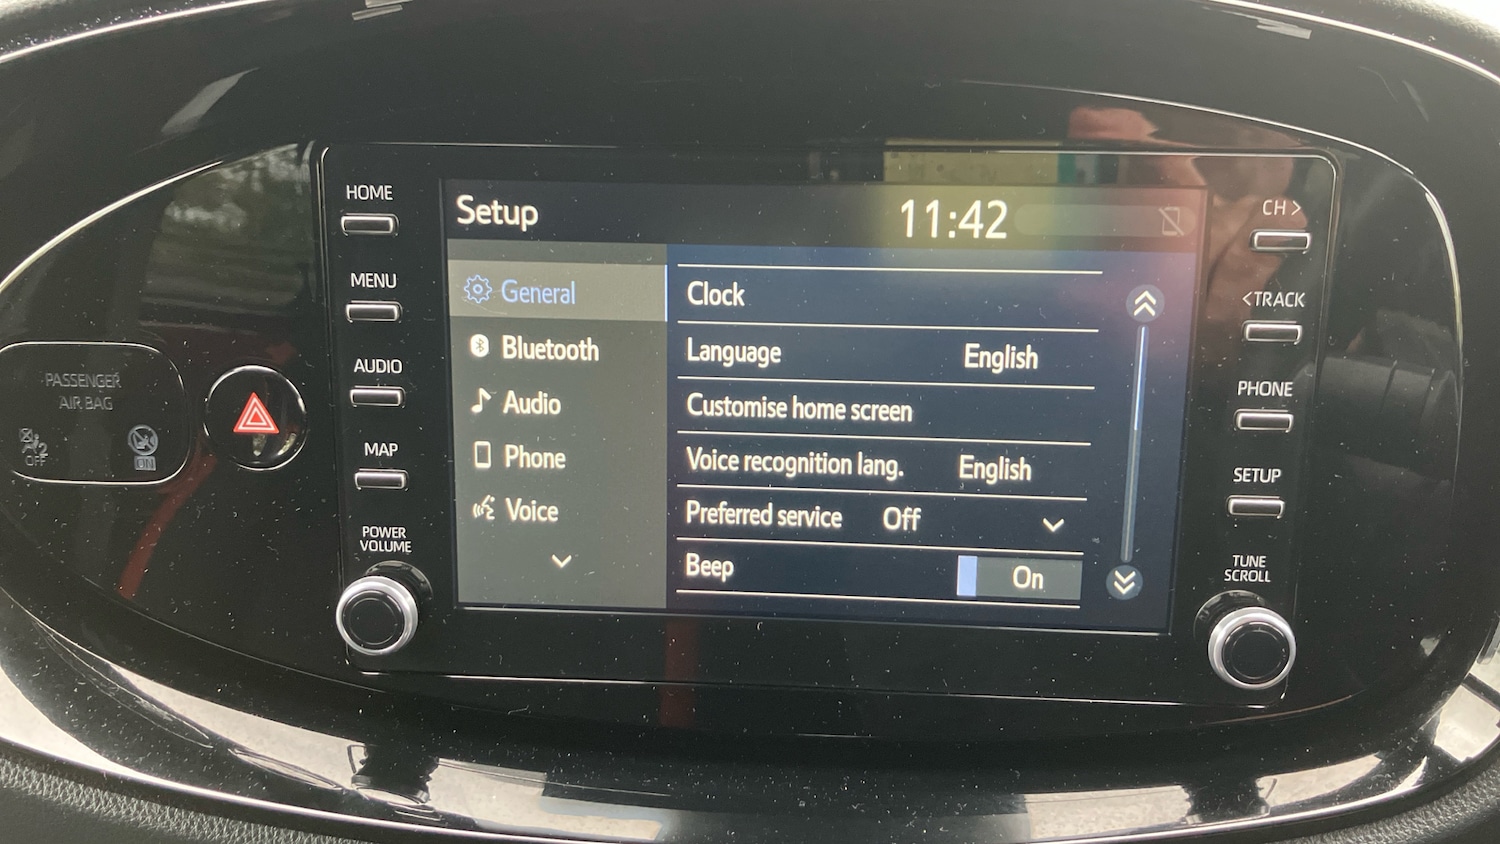 HOME
MENU
AUDIO
MAP
POWER
VOLUME
PASSENGER
AIR BAG
OFF
ON
Setup 11:42
General
Bluetooth
Audio
Phone
Voice
Clock
Language English
Customise home screen
Voice recognition lang. English
Preferred service Off
Beep On
CH >
<TRACK
PHONE
SETUP
TUNE
SCROLL